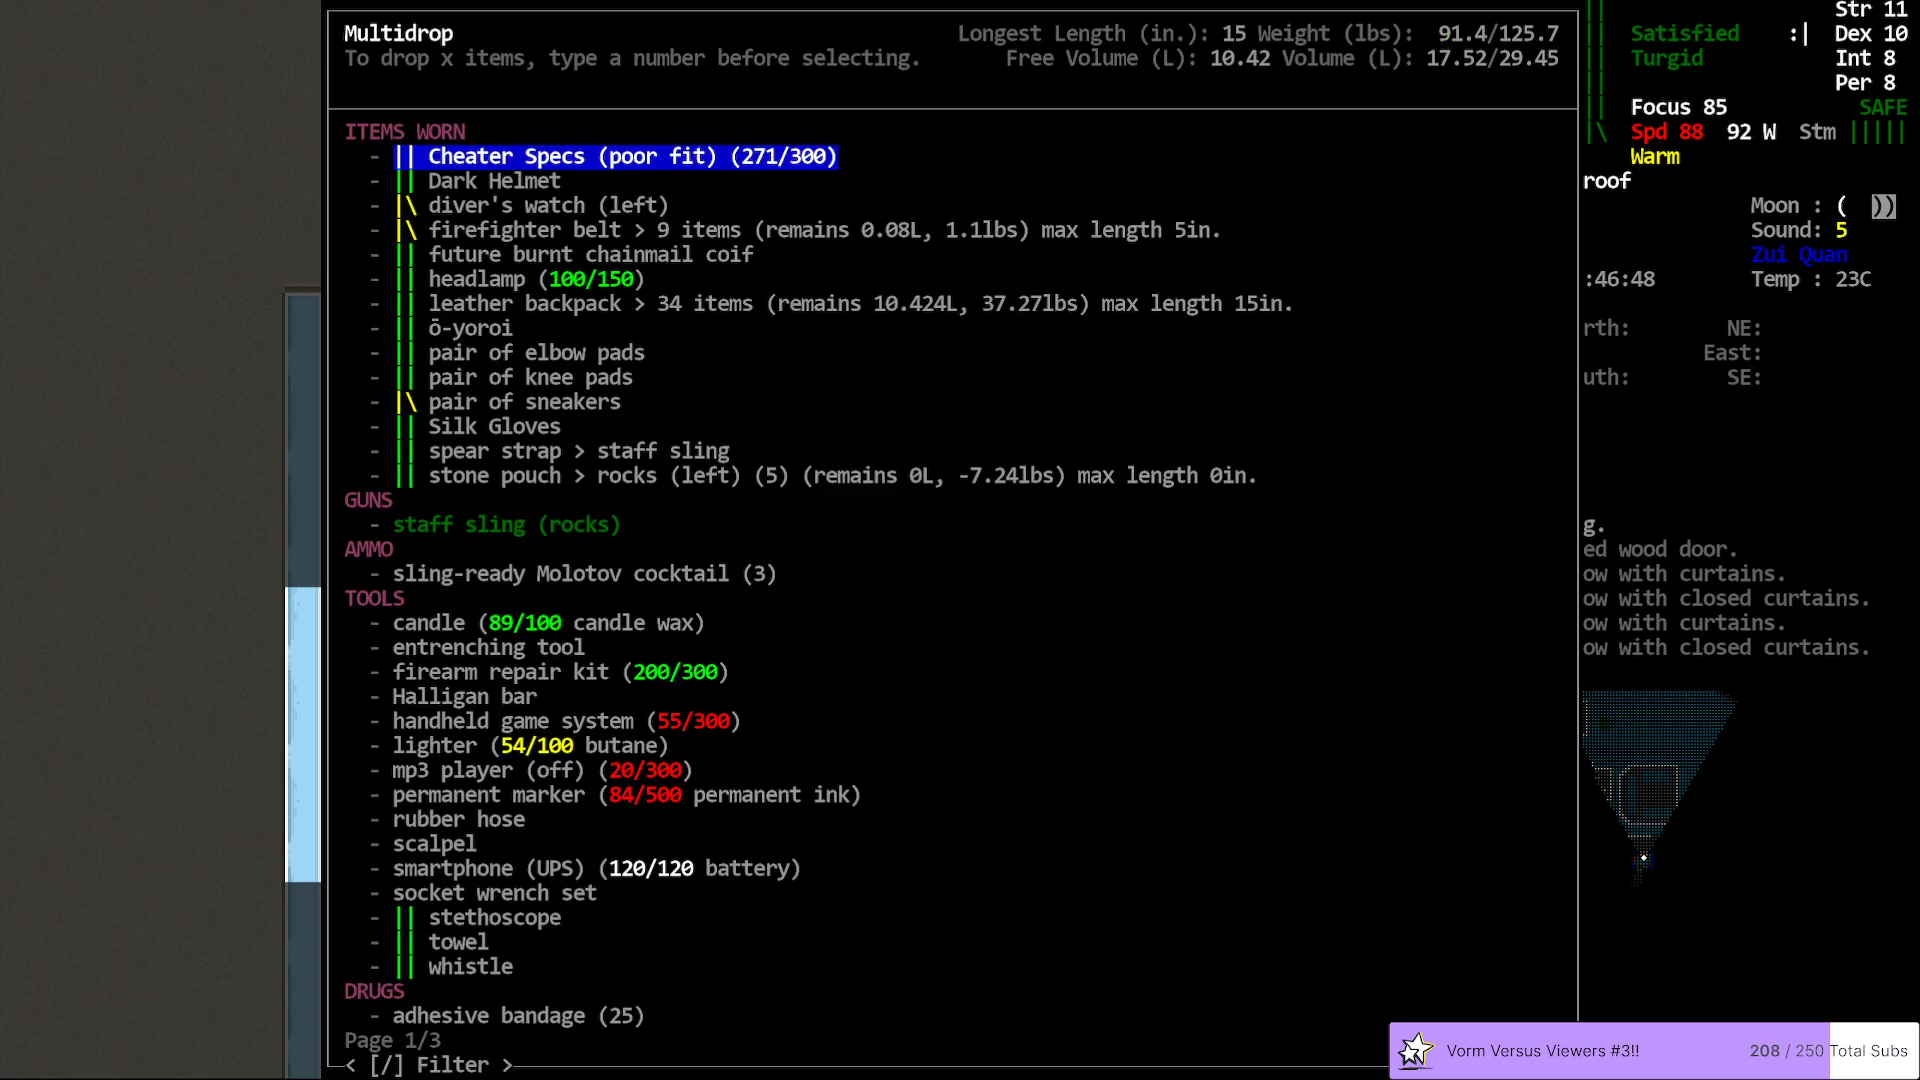 Multidrop
Longest Length (in.): 15 Weight (lbs): 91.4/125.7
To drop x items, type a number before selecting.
Free Volume (L): 10.42 Volume (L): 17.52/29.45
ITEMS WORN
- || Cheater Specs (poor fit) (271/300)
- || Dark Helmet
- |\ diver's watch (left)
- |\ firefighter belt > 9 items (remains 0.08L, 1.1lbs) max length 5in.
- || future burnt chainmail coif
- || headlamp (100/150)
- || leather backpack > 34 items (remains 10.424L, 37.27lbs) max length 15in.
- || ō-yoroi
- || pair of elbow pads
- || pair of knee pads
- |\ pair of sneakers
- || Silk Gloves
- || spear strap > staff sling
- || stone pouch > rocks (left) (5) (remains 0L, -7.24lbs) max length 0in.
GUNS
- staff sling (rocks)
AMMO
- sling-ready Molotov cocktail (3)
TOOLS
- candle (89/100 candle wax)
- entrenching tool
- firearm repair kit (200/300)
- Halligan bar
- handheld game system (55/300)
- lighter (54/100 butane)
- mp3 player (off) (20/300)
- permanent marker (84/500 permanent ink)
- rubber hose
- scalpel
- smartphone (UPS) (120/120 battery)
- socket wrench set
- || stethoscope
- || towel
- || whistle
DRUGS
- adhesive bandage (25)
Page 1/3
< [/] Filter >
|| Str 11
|| Satisfied :| Dex 10
|| Turgid Int 8
|| Per 8
|| Focus 85 SAFE
|\ Spd 88 92 W Stm |||||
Warm
roof
Moon : ( ))
Sound: 5
Zui Quan
:46:48 Temp : 23C
rth: NE:
East:
uth: SE:
g.
ed wood door.
ow with curtains.
ow with closed curtains.
ow with curtains.
ow with closed curtains.
Vorm Versus Viewers #3!! 208 / 250 Total Subs